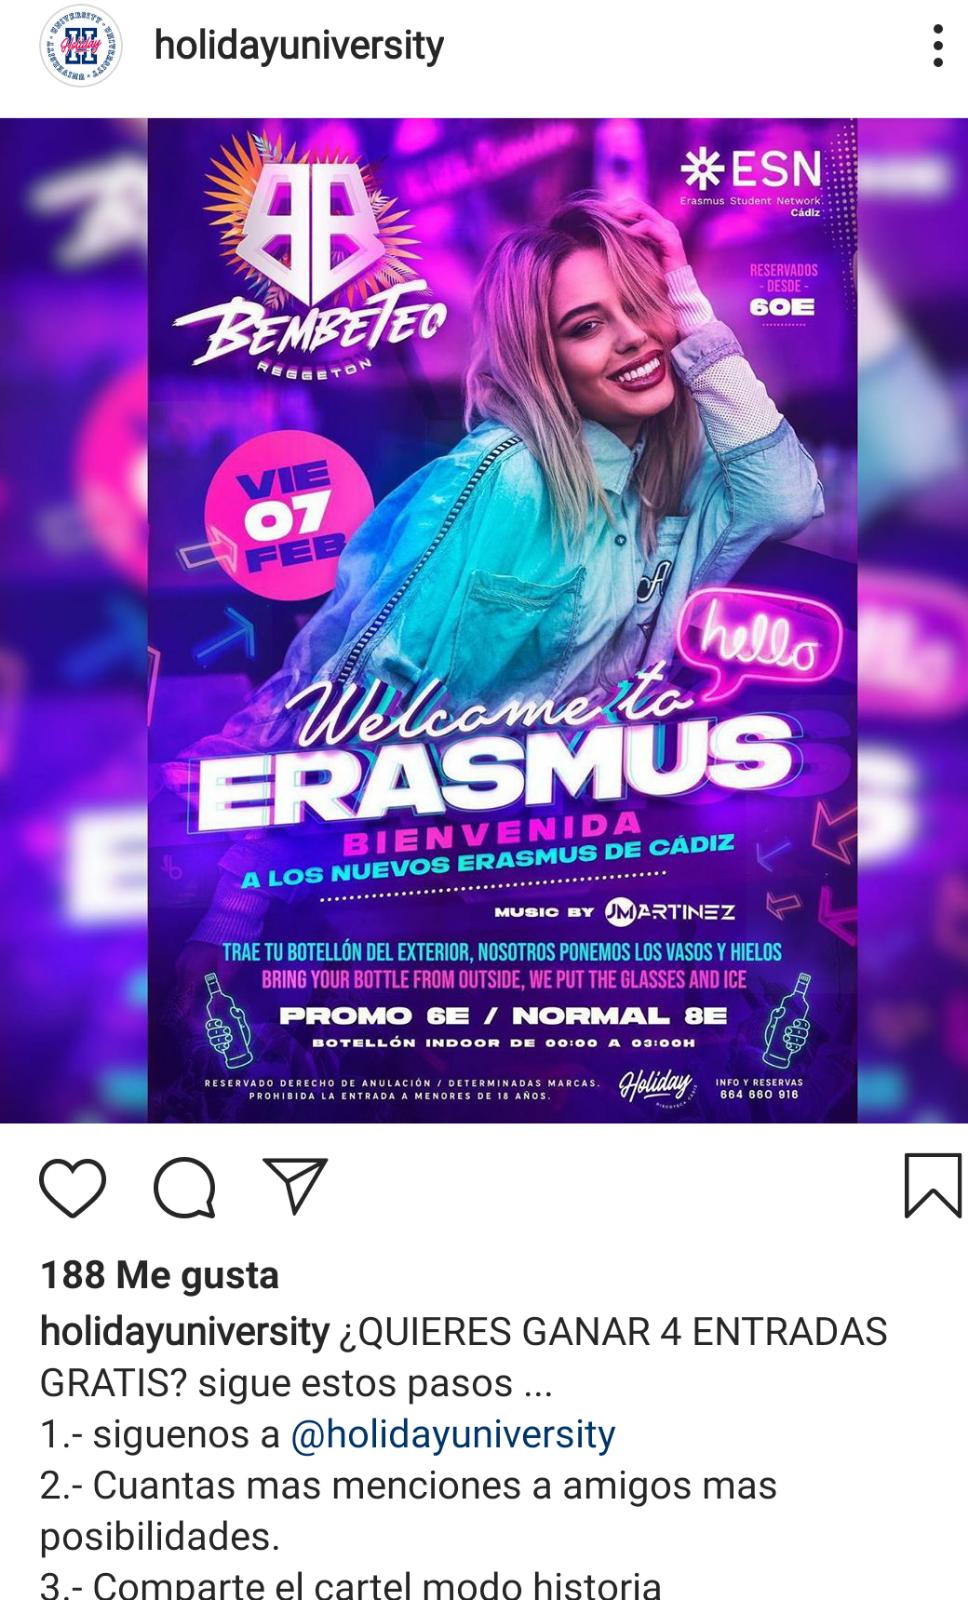 holidayuniversity
ESN
Erasmus Student Network.
Cádiz
BEMBETEO
REGGETON
RESERVADOS
- DESDE -
60E
VIE
07
FEB
hello
Welcome to
ERASMUS
BIENVENIDA
A LOS NUEVOS ERASMUS DE CÁDIZ
MUSIC BY JMARTINEZ
TRAE TU BOTELLÓN DEL EXTERIOR, NOSOTROS PONEMOS LOS VASOS Y HIELOS
BRING YOUR BOTTLE FROM OUTSIDE, WE PUT THE GLASSES AND ICE
PROMO 6E / NORMAL 8E
BOTELLÓN INDOOR DE 00:00 A 03:00H
RESERVADO DERECHO DE ANULACIÓN / DETERMINADAS MARCAS.
PROHIBIDA LA ENTRADA A MENORES DE 18 AÑOS.
Holiday
INFO Y RESERVAS
664 660 916
188 Me gusta
holidayuniversity ¿QUIERES GANAR 4 ENTRADAS
GRATIS? sigue estos pasos ...
1.- siguenos a @holidayuniversity
2.- Cuantas mas menciones a amigos mas
posibilidades.
3.- Comparte el cartel modo historia